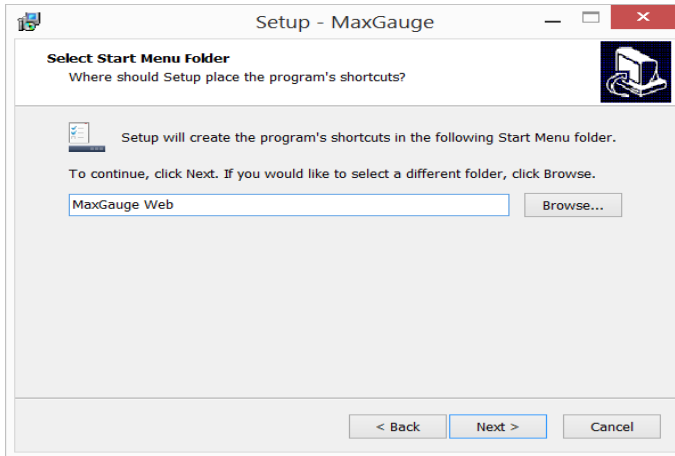 Setup - MaxGauge
Select Start Menu Folder
Where should Setup place the program's shortcuts?
Setup will create the program's shortcuts in the following Start Menu folder.
To continue, click Next. If you would like to select a different folder, click Browse.
MaxGauge Web
Browse...
< Back
Next >
Cancel